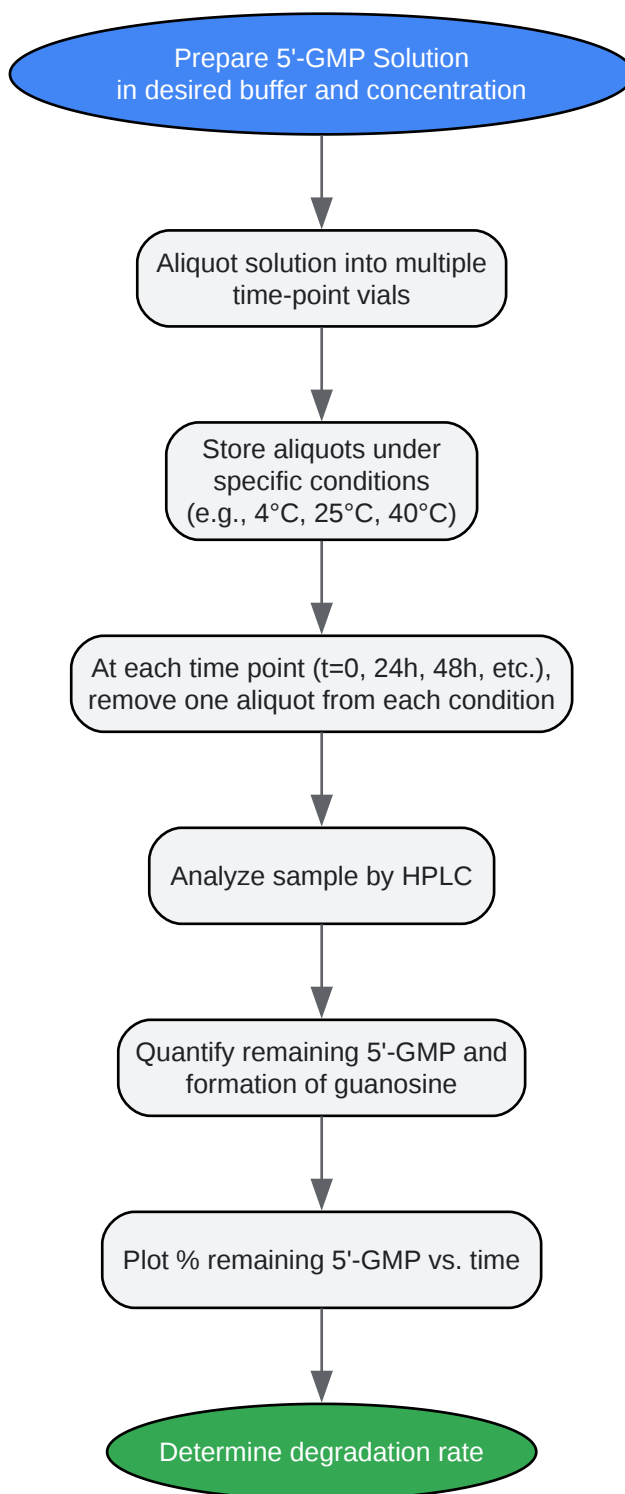 Prepare 5'-GMP Solution
in desired buffer and concentration
Aliquot solution into multiple
time-point vials
Store aliquots under
specific conditions
(e.g., 4°C, 25°C, 40°C)
At each time point (t=0, 24h, 48h, etc.),
remove one aliquot from each condition
Analyze sample by HPLC
Quantify remaining 5'-GMP and
formation of guanosine
Plot % remaining 5'-GMP vs. time
Determine degradation rate